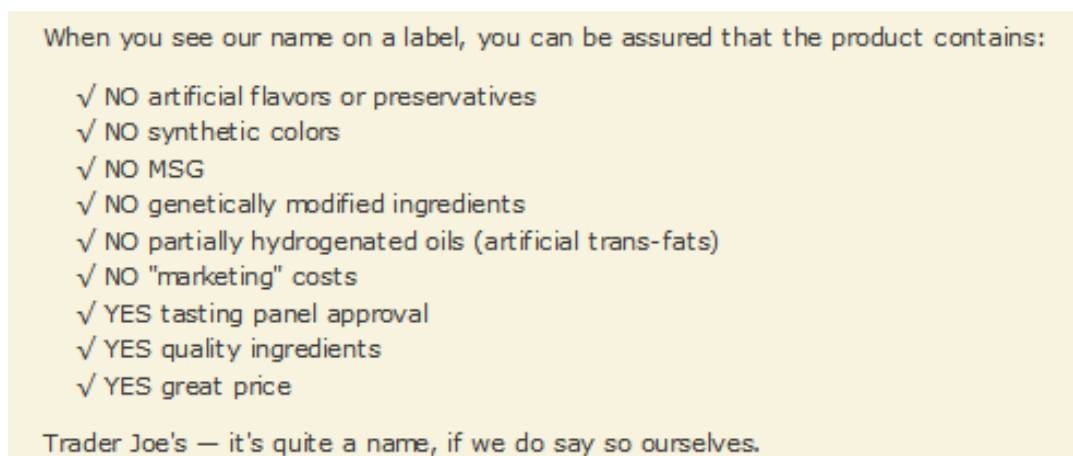 When you see our name on a label, you can be assured that the product contains:
√ NO artificial flavors or preservatives
√ NO synthetic colors
√ NO MSG
√ NO genetically modified ingredients
√ NO partially hydrogenated oils (artificial trans-fats)
√ NO "marketing" costs
√ YES tasting panel approval
√ YES quality ingredients
√ YES great price
Trader Joe's — it's quite a name, if we do say so ourselves.